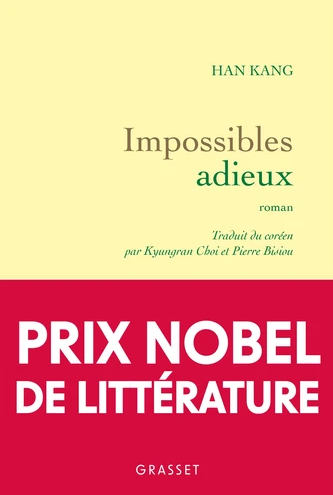 HAN KANG
Impossibles
adieux
roman
Traduit du coréen
par Kyungran Choi et Pierre Bisiou
PRIX NOBEL
DE LITTÉRATURE
GRASSET